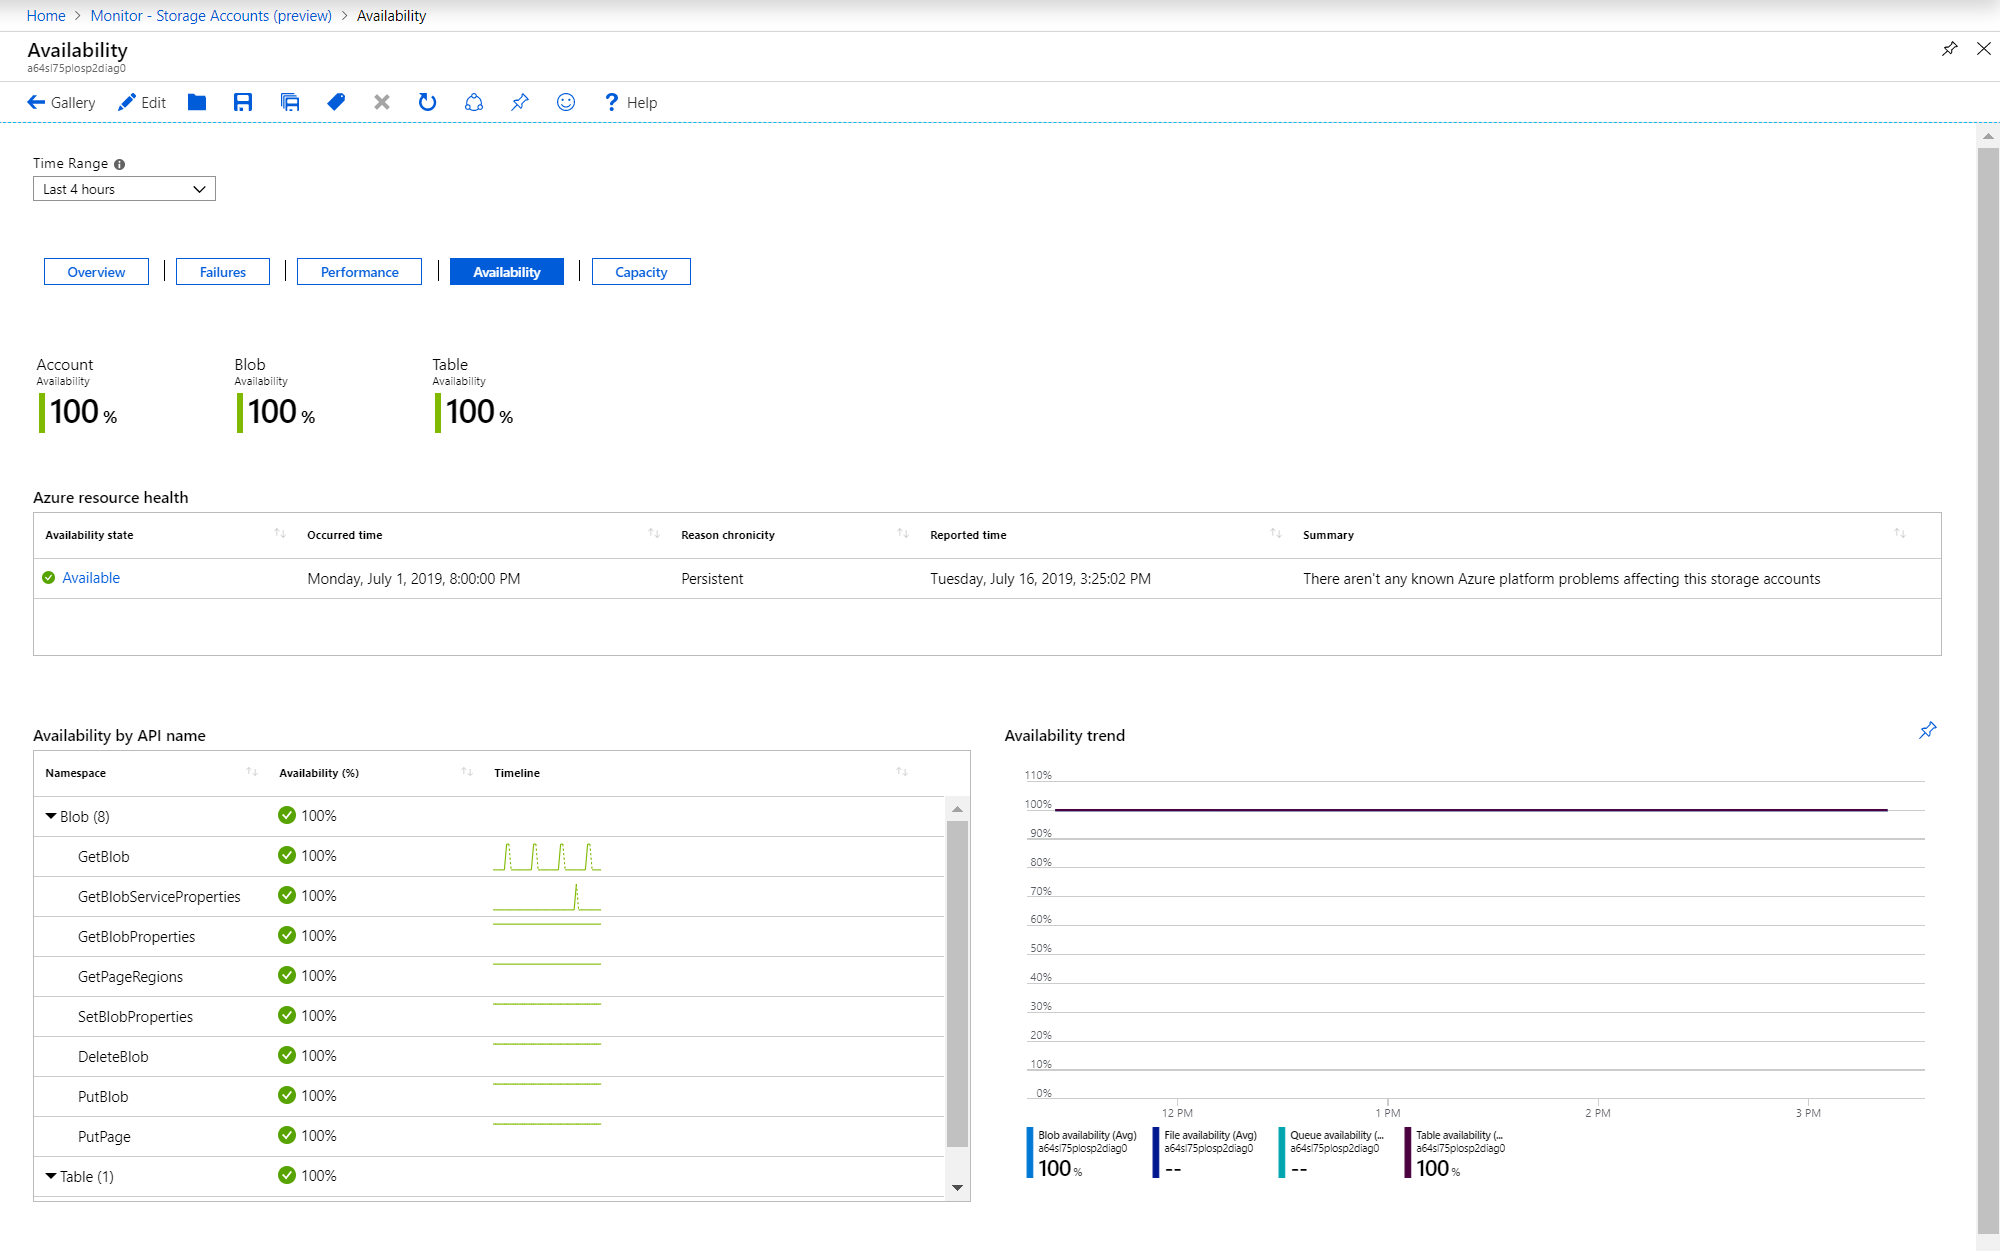 Home > Monitor - Storage Accounts (preview) > Availability
Availability
a64sl75plosp2diag0
Gallery Edit Help
Time Range
Last 4 hours
Overview | Failures | Performance | Availability | Capacity
Account Blob Table
Availability Availability Availability
100 % 100 % 100 %
Azure resource health
Availability state Occurred time Reason chronicity Reported time Summary
Available Monday, July 1, 2019, 8:00:00 PM Persistent Tuesday, July 16, 2019, 3:25:02 PM There aren't any known Azure platform problems affecting this storage accounts
Availability by API name
Namespace Availability (%) Timeline
Blob (8) 100%
GetBlob 100%
GetBlobServiceProperties 100%
GetBlobProperties 100%
GetPageRegions 100%
SetBlobProperties 100%
DeleteBlob 100%
PutBlob 100%
PutPage 100%
Table (1) 100%
Availability trend
110%
100%
90%
80%
70%
60%
50%
40%
30%
20%
10%
0%
12 PM 1 PM 2 PM 3 PM
Blob availability (Avg) File availability (Avg) Queue availability (... Table availability (...
a64sl75plosp2diag0 a64sl75plosp2diag0 a64sl75plosp2diag0 a64sl75plosp2diag0
100 % -- -- 100 %